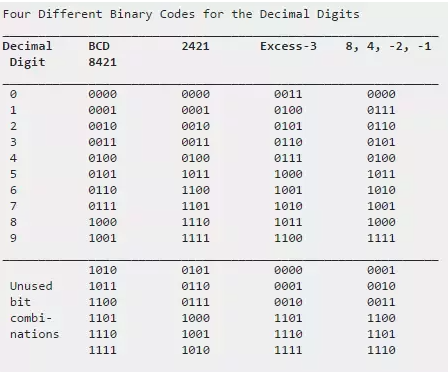 Four Different Binary Codes for the Decimal Digits
Decimal BCD 2421 Excess-3 8, 4, -2, -1
Digit 8421
0 0000 0000 0011 0000
1 0001 0001 0100 0111
2 0010 0010 0101 0110
3 0011 0011 0110 0101
4 0100 0100 0111 0100
5 0101 1011 1000 1011
6 0110 1100 1001 1010
7 0111 1101 1010 1001
8 1000 1110 1011 1000
9 1001 1111 1100 1111
1010 0101 0000 0001
Unused 1011 0110 0001 0010
bit 1100 0111 0010 0011
combi- 1101 1000 1101 1100
nations 1110 1001 1110 1101
1111 1010 1111 1110